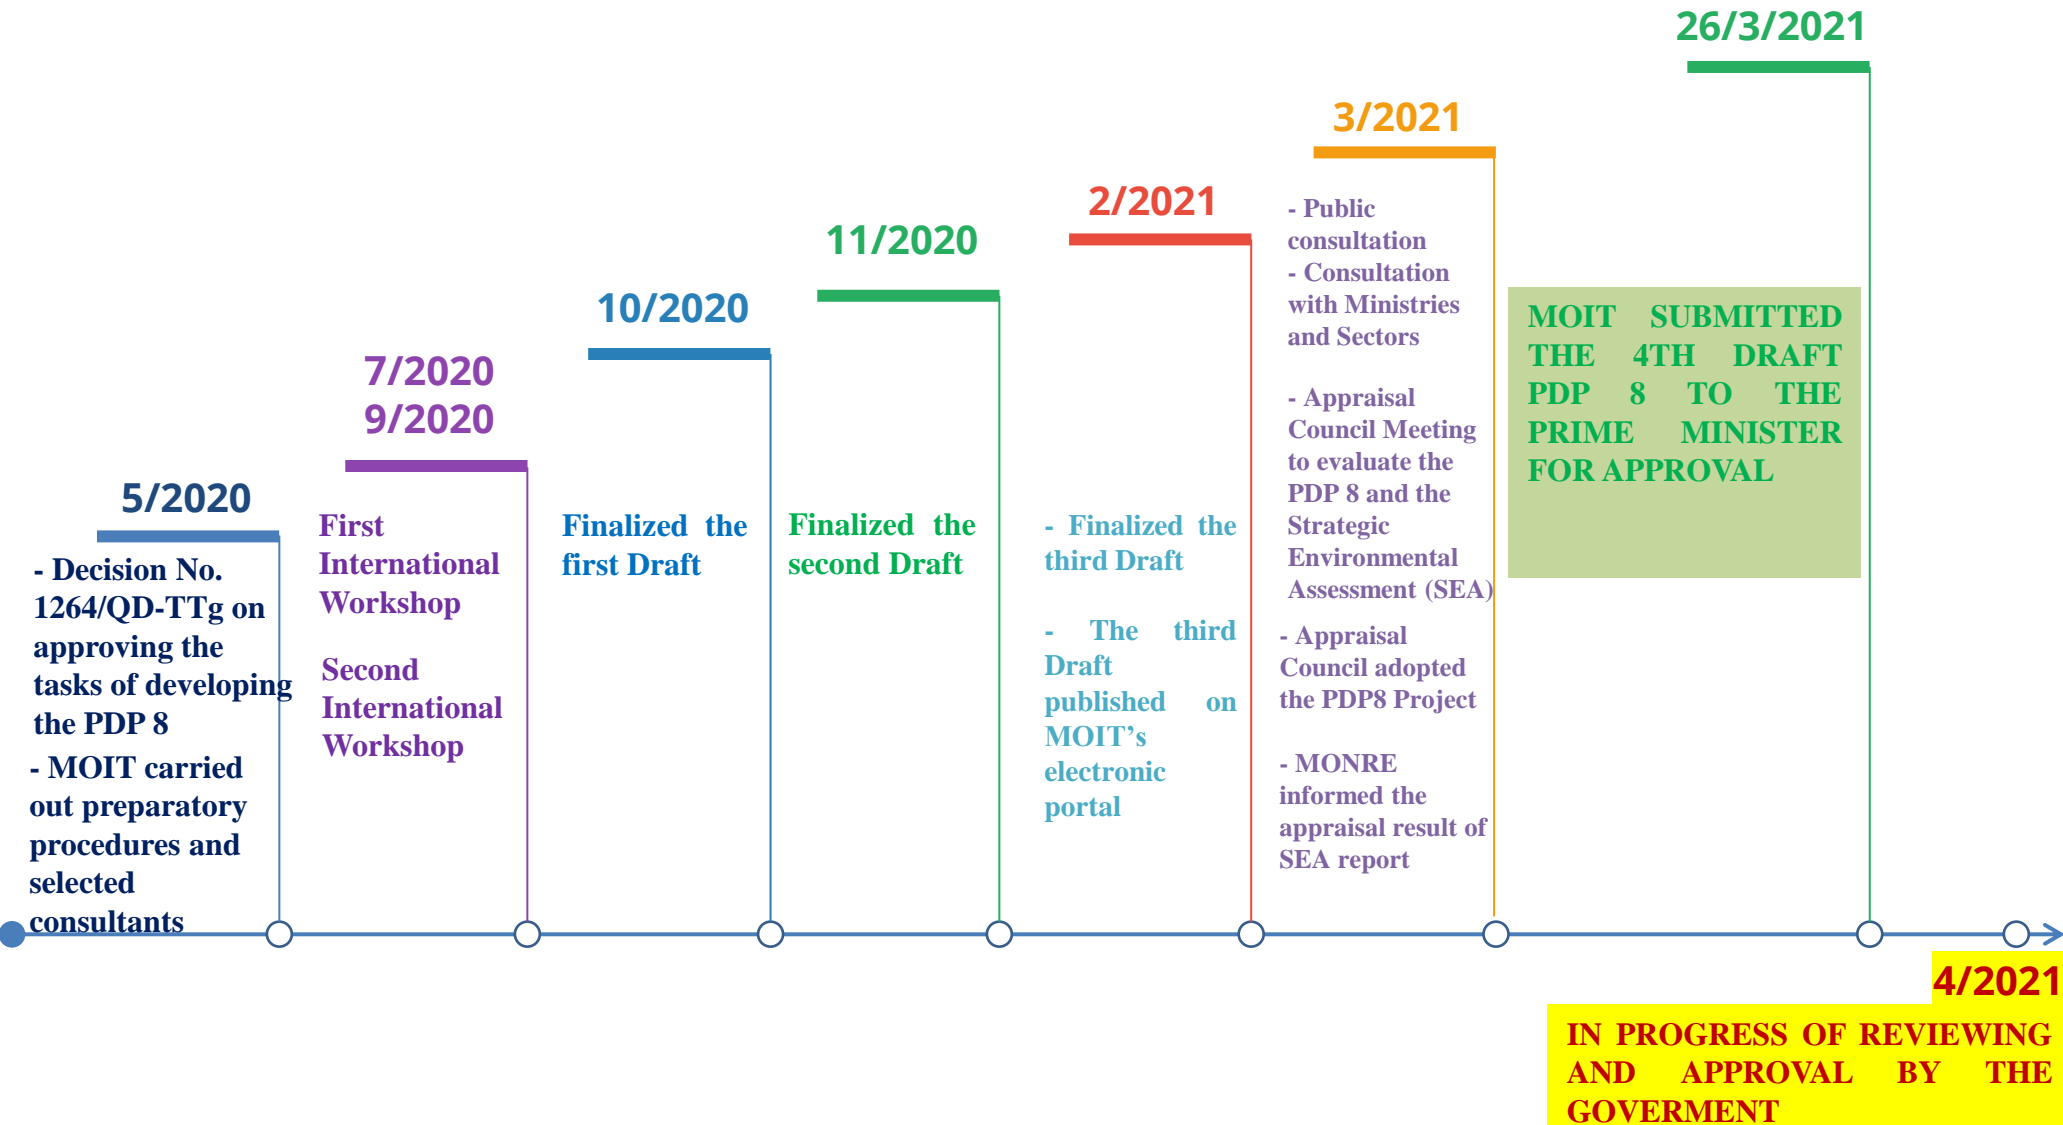 5/2020
- Decision No.
1264/QD-TTg on
approving the
tasks of developing
the PDP 8
- MOIT carried
out preparatory
procedures and
selected
consultants
7/2020
9/2020
First
International
Workshop
Second
International
Workshop
10/2020
Finalized the
first Draft
11/2020
Finalized the
second Draft
2/2021
- Finalized the
third Draft
- The third
Draft
published on
MOIT’s
electronic
portal
3/2021
- Public
consultation
- Consultation
with Ministries
and Sectors
- Appraisal
Council Meeting
to evaluate the
PDP 8 and the
Strategic
Environmental
Assessment (SEA)
- Appraisal
Council adopted
the PDP8 Project
- MONRE
informed the
appraisal result of
SEA report
26/3/2021
MOIT SUBMITTED
THE 4TH DRAFT
PDP 8 TO THE
PRIME MINISTER
FOR APPROVAL
4/2021
IN PROGRESS OF REVIEWING
AND APPROVAL BY THE
GOVERMENT